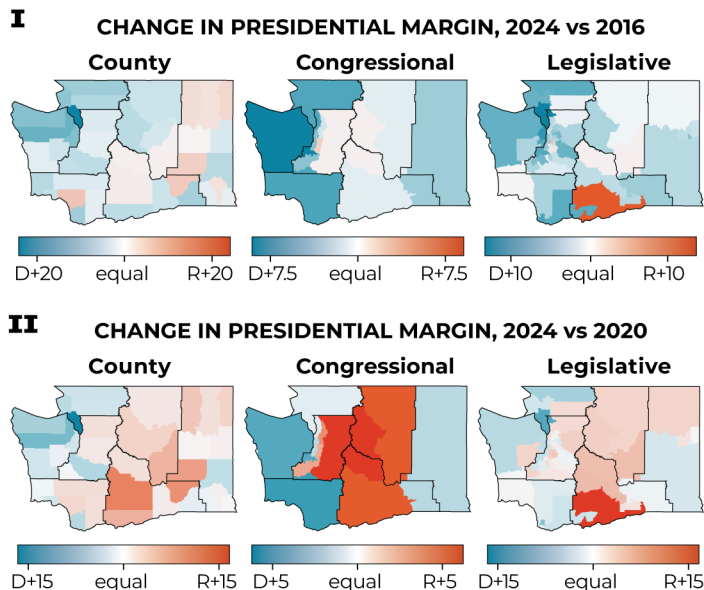 I
CHANGE IN PRESIDENTIAL MARGIN, 2024 vs 2016
County Congressional Legislative
D+20 equal R+20 D+7.5 equal R+7.5 D+10 equal R+10
II
CHANGE IN PRESIDENTIAL MARGIN, 2024 vs 2020
County Congressional Legislative
D+15 equal R+15 D+5 equal R+5 D+15 equal R+15